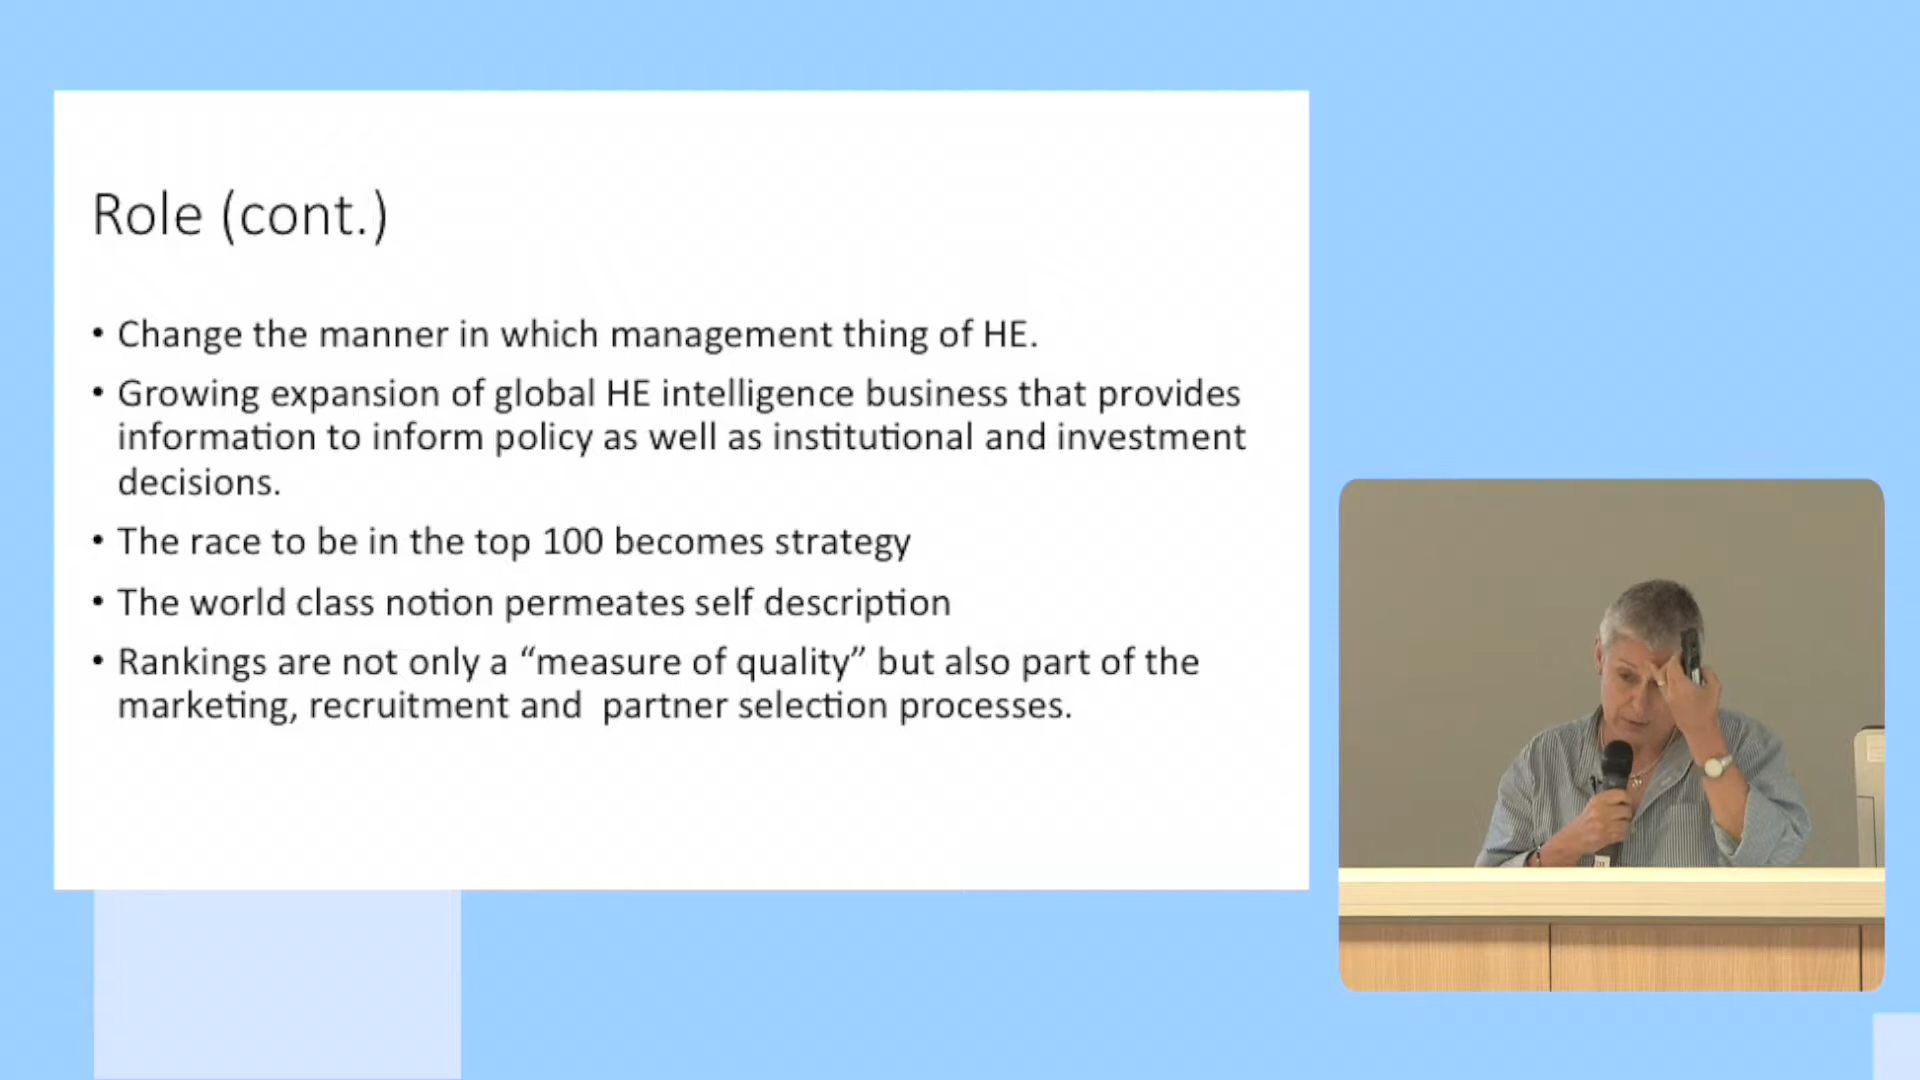 Role (cont.)
• Change the manner in which management thing of HE.
• Growing expansion of global HE intelligence business that provides
information to inform policy as well as institutional and investment
decisions.
• The race to be in the top 100 becomes strategy
• The world class notion permeates self description
• Rankings are not only a “measure of quality” but also part of the
marketing, recruitment and  partner selection processes.